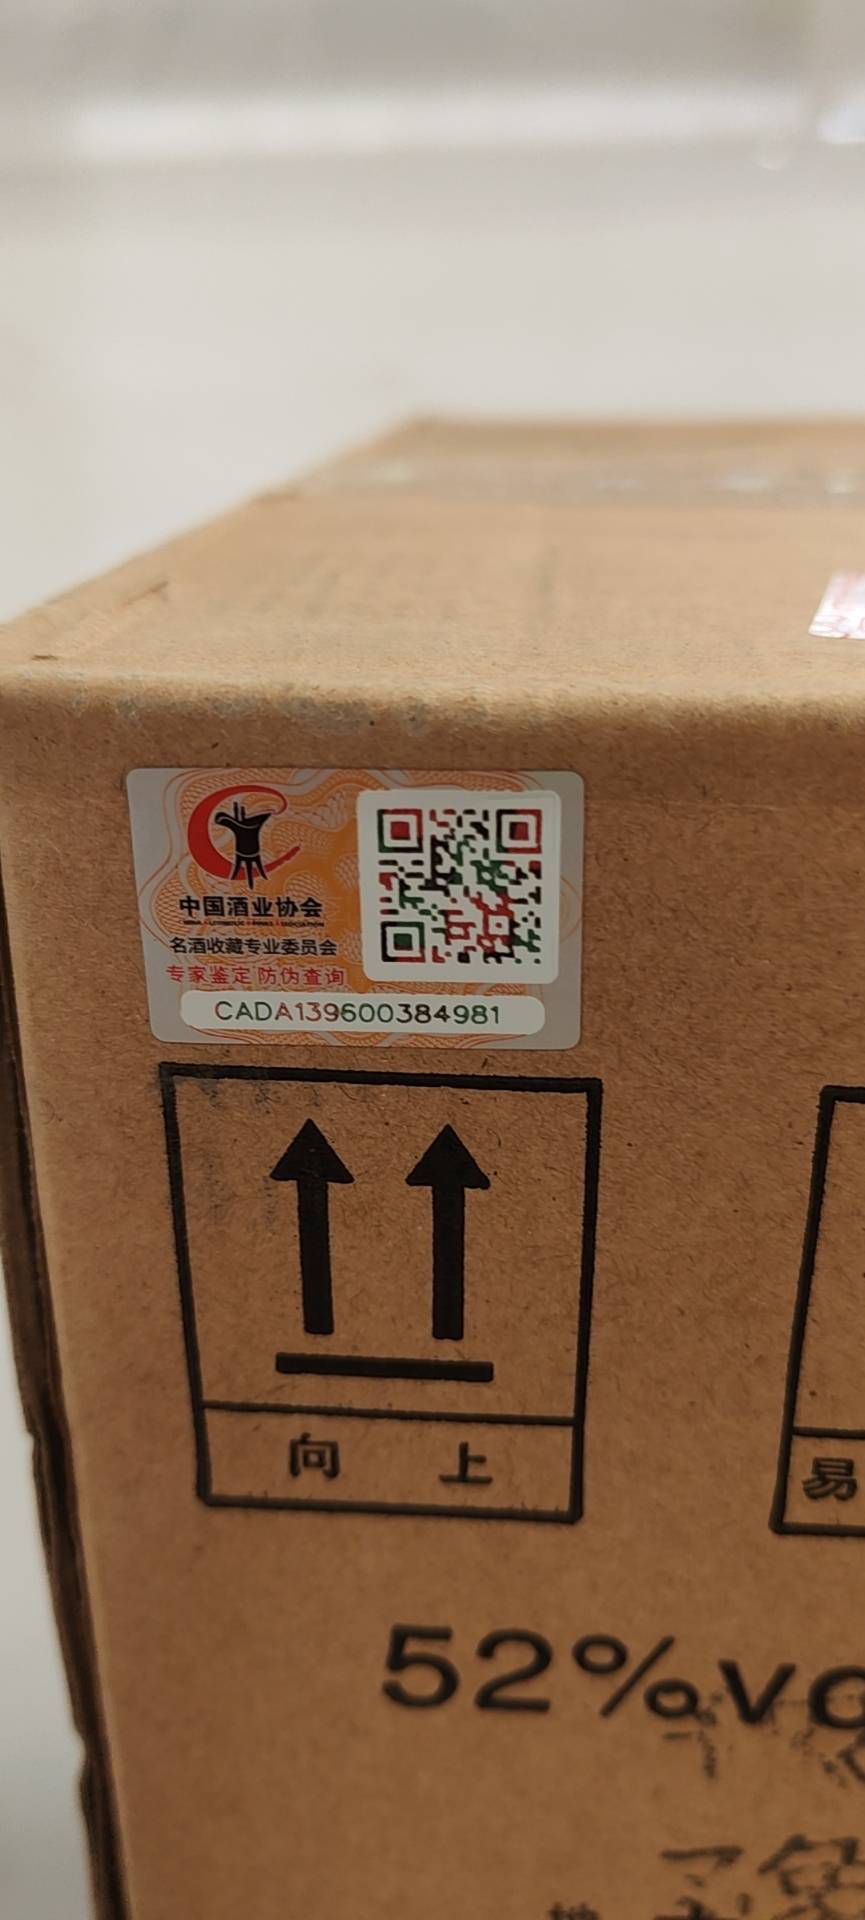 中国酒业协会
名酒收藏专业委员会
专家鉴定 防伪查询
CADA139600384981
向上
易
52%vo